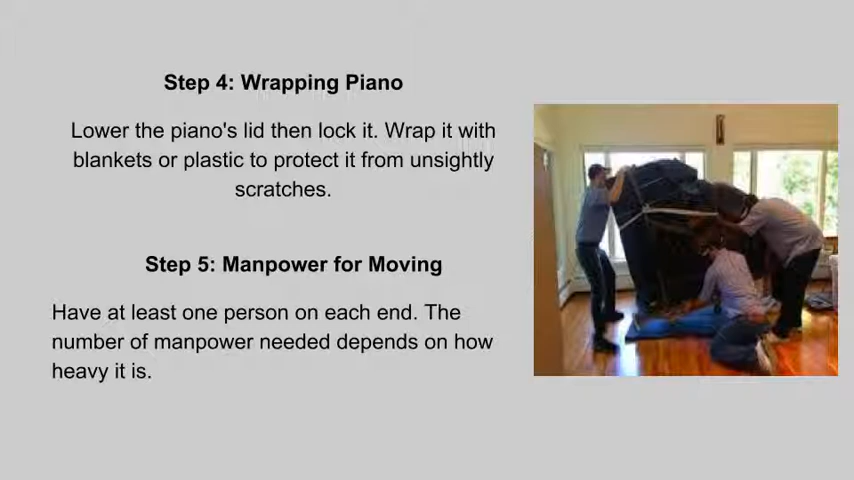 Step 4: Wrapping Piano
Lower the piano's lid then lock it. Wrap it with
blankets or plastic to protect it from unsightly
scratches.
Step 5: Manpower for Moving
Have at least one person on each end. The
number of manpower needed depends on how
heavy it is.